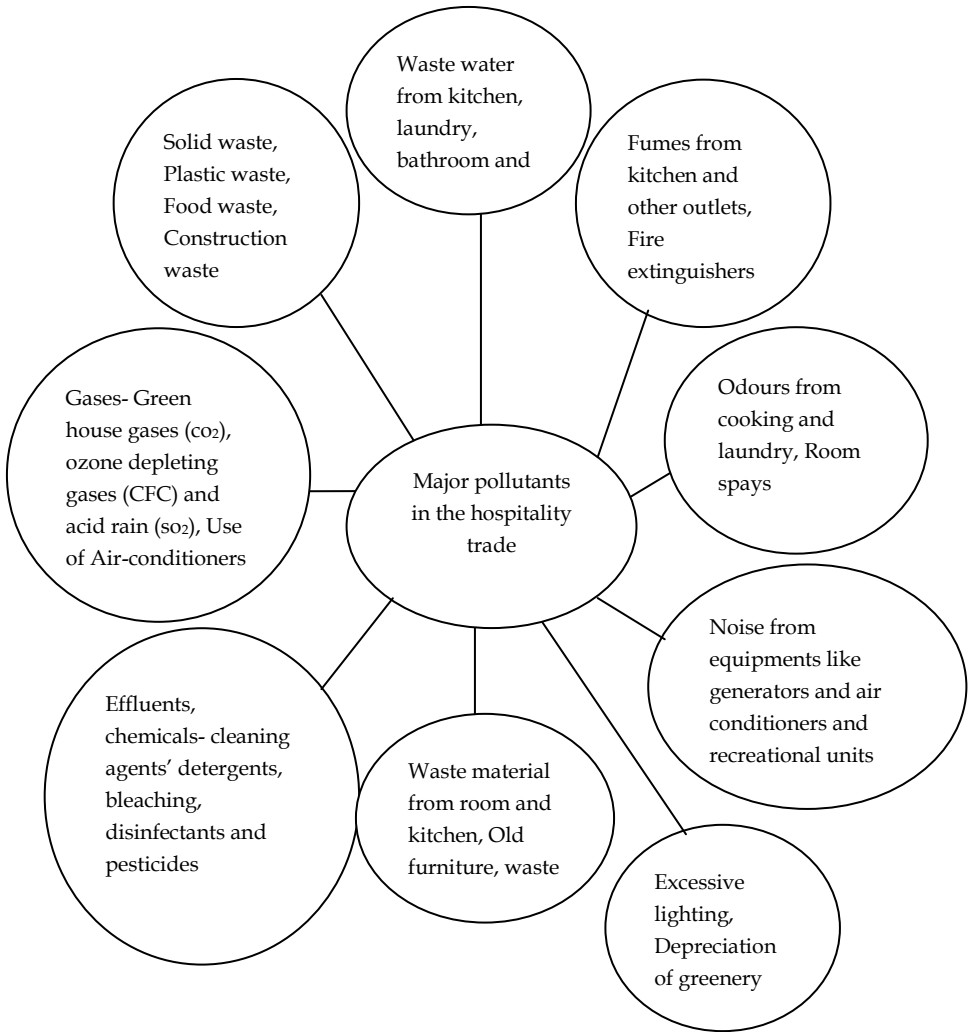 Waste water
from kitchen,
laundry,
bathroom and
Solid waste,
Plastic waste,
Food waste,
Construction
waste
Fumes from
kitchen and
other outlets,
Fire
extinguishers
Gases- Green
house gases (co₂),
ozone depleting
gases (CFC) and
acid rain (so₂), Use
of Air-conditioners
Odours from
cooking and
laundry, Room
spays
Major pollutants
in the hospitality
trade
Noise from
equipments like
generators and air
conditioners and
recreational units
Effluents,
chemicals- cleaning
agents’ detergents,
bleaching,
disinfectants and
pesticides
Waste material
from room and
kitchen, Old
furniture, waste
Excessive
lighting,
Depreciation
of greenery